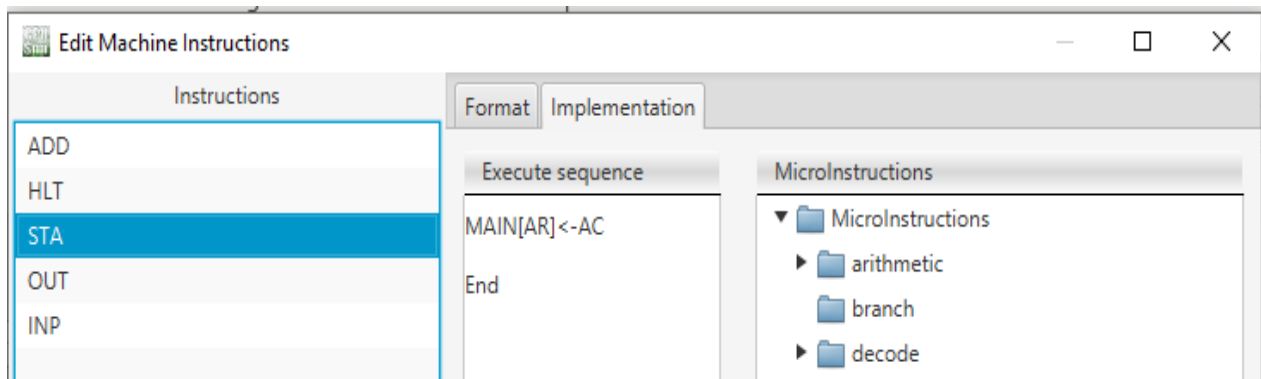 Edit Machine Instructions
Instructions
ADD
HLT
STA
OUT
INP
Format
Implementation
Execute sequence
MAIN[AR]<-AC
End
MicroInstructions
MicroInstructions
arithmetic
branch
decode